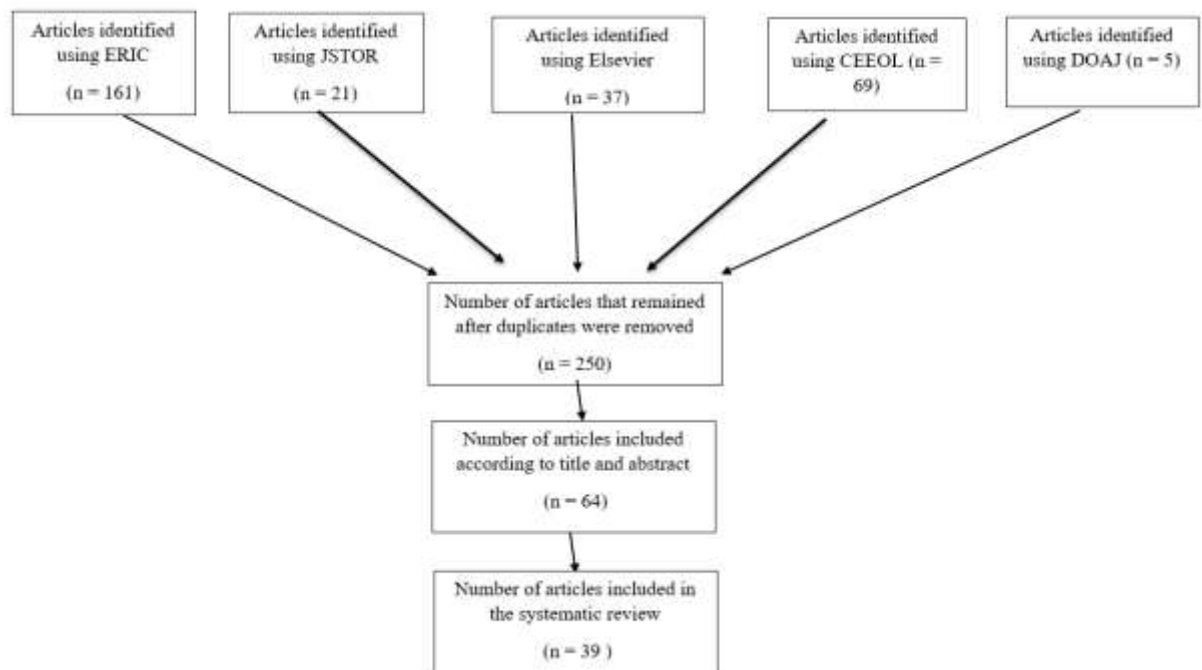 Articles identified
using ERIC
(n = 161)
Articles identified
using JSTOR
(n = 21)
Articles identified
using Elsevier
(n = 37)
Articles identified
using CEEOL (n =
69)
Articles identified
using DOAJ (n = 5)
Number of articles that remained
after duplicates were removed
(n = 250)
Number of articles included
according to title and abstract
(n = 64)
Number of articles included in
the systematic review
(n = 39 )